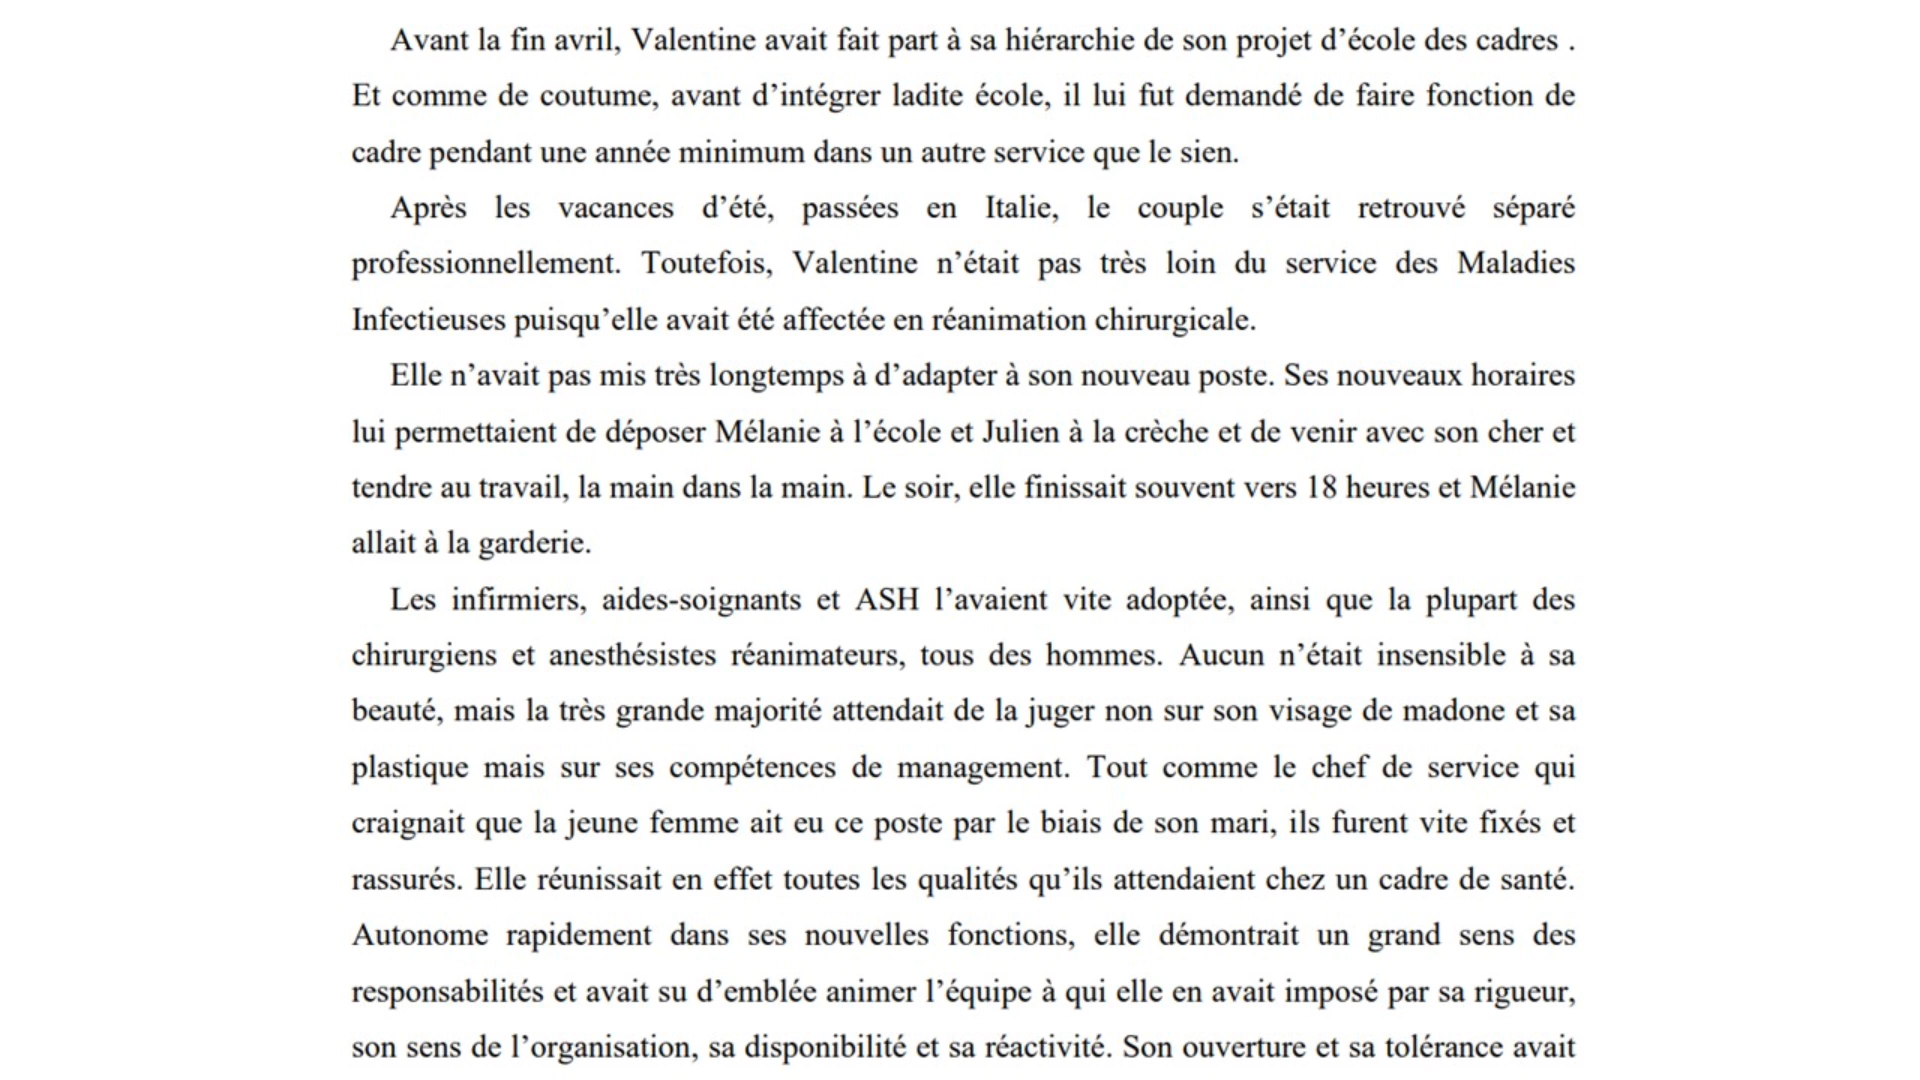 Avant la fin avril, Valentine avait fait part à sa hiérarchie de son projet d’école des cadres .
Et comme de coutume, avant d’intégrer ladite école, il lui fut demandé de faire fonction de
cadre pendant une année minimum dans un autre service que le sien.
Après les vacances d’été, passées en Italie, le couple s’était retrouvé séparé
professionnellement. Toutefois, Valentine n’était pas très loin du service des Maladies
Infectieuses puisqu’elle avait été affectée en réanimation chirurgicale.
Elle n’avait pas mis très longtemps à d’adapter à son nouveau poste. Ses nouveaux horaires
lui permettaient de déposer Mélanie à l’école et Julien à la crèche et de venir avec son cher et
tendre au travail, la main dans la main. Le soir, elle finissait souvent vers 18 heures et Mélanie
allait à la garderie.
Les infirmiers, aides-soignants et ASH l’avaient vite adoptée, ainsi que la plupart des
chirurgiens et anesthésistes réanimateurs, tous des hommes. Aucun n’était insensible à sa
beauté, mais la très grande majorité attendait de la juger non sur son visage de madone et sa
plastique mais sur ses compétences de management. Tout comme le chef de service qui
craignait que la jeune femme ait eu ce poste par le biais de son mari, ils furent vite fixés et
rassurés. Elle réunissait en effet toutes les qualités qu’ils attendaient chez un cadre de santé.
Autonome rapidement dans ses nouvelles fonctions, elle démontrait un grand sens des
responsabilités et avait su d’emblée animer l’équipe à qui elle en avait imposé par sa rigueur,
son sens de l’organisation, sa disponibilité et sa réactivité. Son ouverture et sa tolérance avait